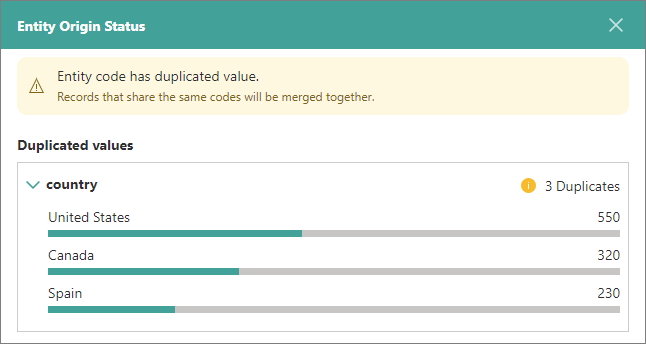 Entity Origin Status
Entity code has duplicated value.
Records that share the same codes will be merged together.
Duplicated values
country
3 Duplicates
United States 550
Canada 320
Spain 230